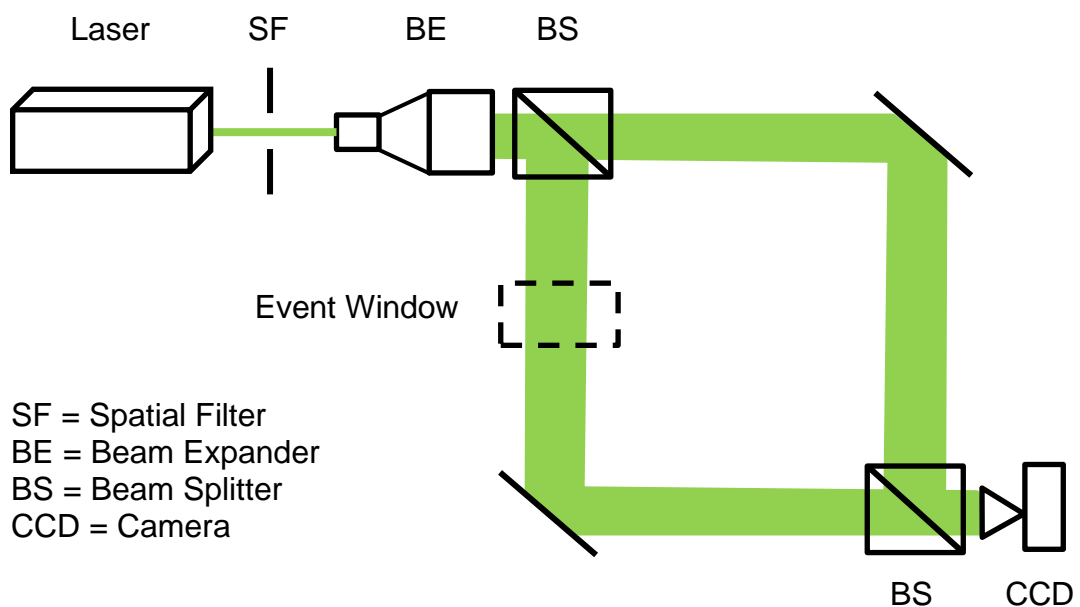 Laser
SF
BE
BS
Event Window
SF = Spatial Filter
BE = Beam Expander
BS = Beam Splitter
CCD = Camera
BS
CCD